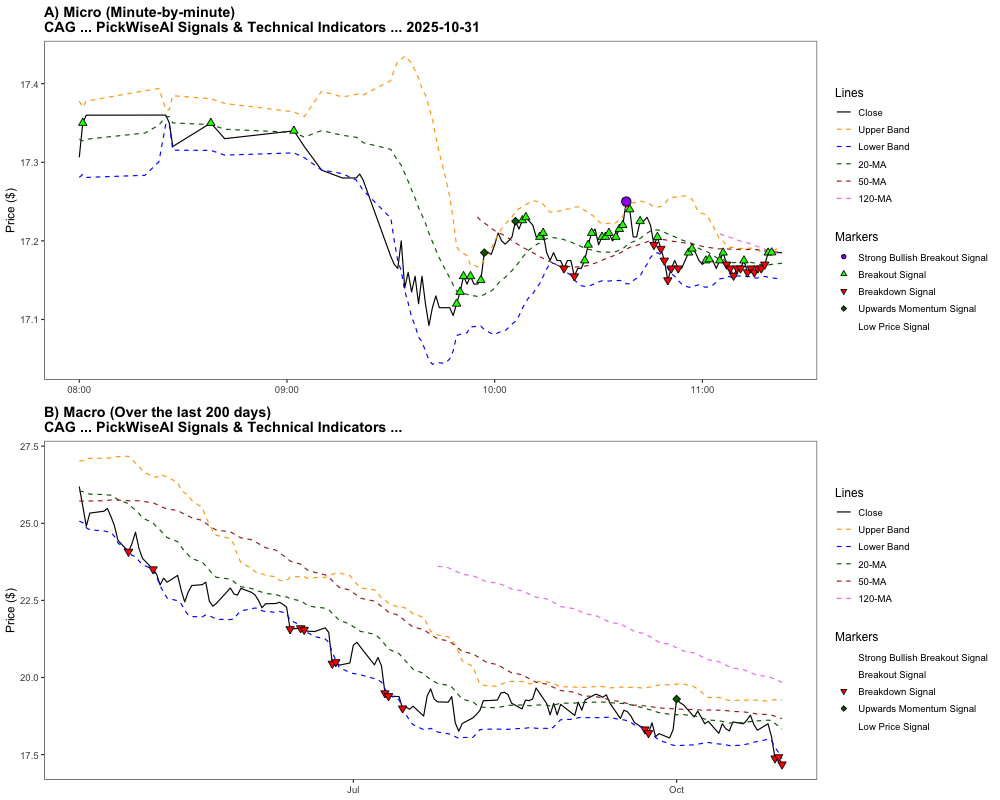 A) Micro (Minute-by-minute)
CAG ... PickWiseAI Signals & Technical Indicators ... 2025-10-31
Price ($)
17.4
17.3
17.2
17.1
08:00
09:00
10:00
11:00
Lines
Close
Upper Band
Lower Band
20-MA
50-MA
120-MA
Markers
Strong Bullish Breakout Signal
Breakout Signal
Breakdown Signal
Upwards Momentum Signal
Low Price Signal
B) Macro (Over the last 200 days)
CAG ... PickWiseAI Signals & Technical Indicators ...
Price ($)
27.5
25.0
22.5
20.0
17.5
Jul
Oct
Lines
Close
Upper Band
Lower Band
20-MA
50-MA
120-MA
Markers
Strong Bullish Breakout Signal
Breakout Signal
Breakdown Signal
Upwards Momentum Signal
Low Price Signal